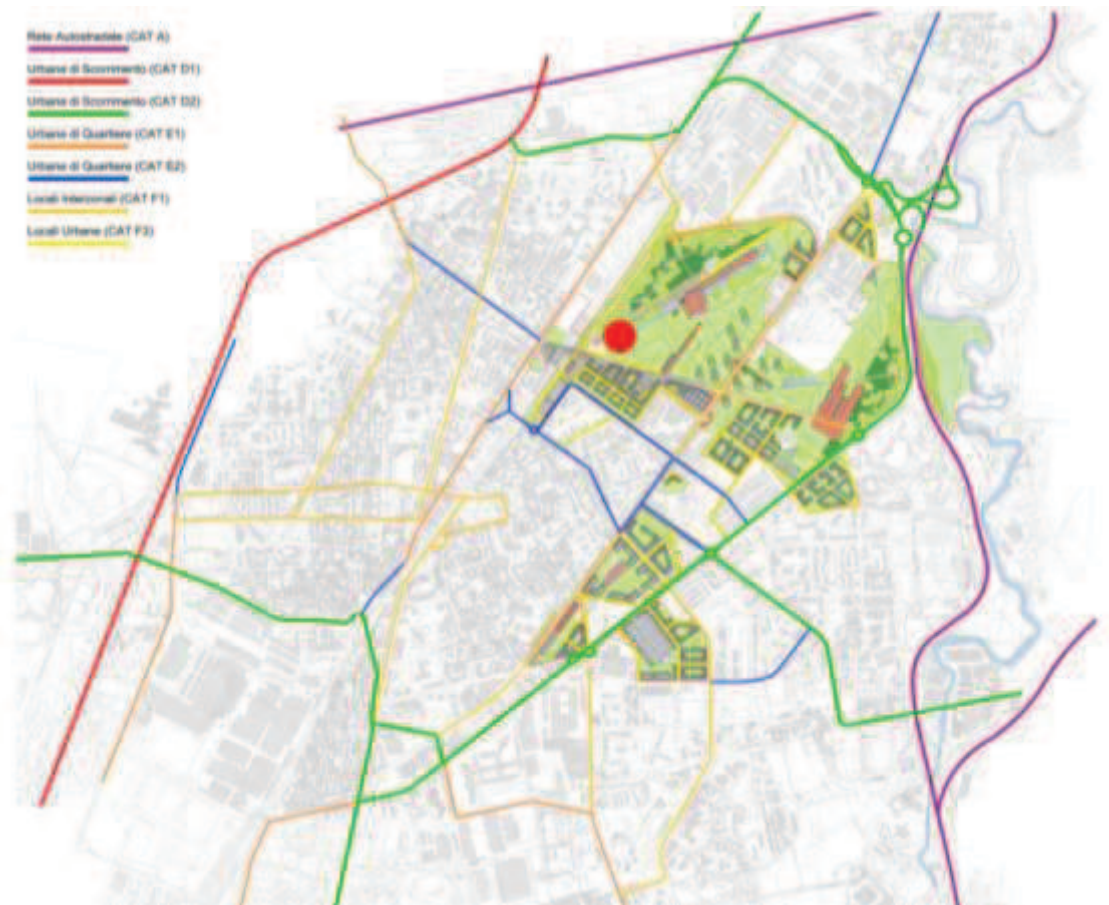 Rete Autostradale (CAT A)
Urbane di Scorrimento (CAT D1)
Urbane di Scorrimento (CAT D2)
Urbane di Quartiere (CAT E1)
Urbane di Quartiere (CAT E2)
Locali Interzonali (CAT F1)
Locali Urbane (CAT F3)